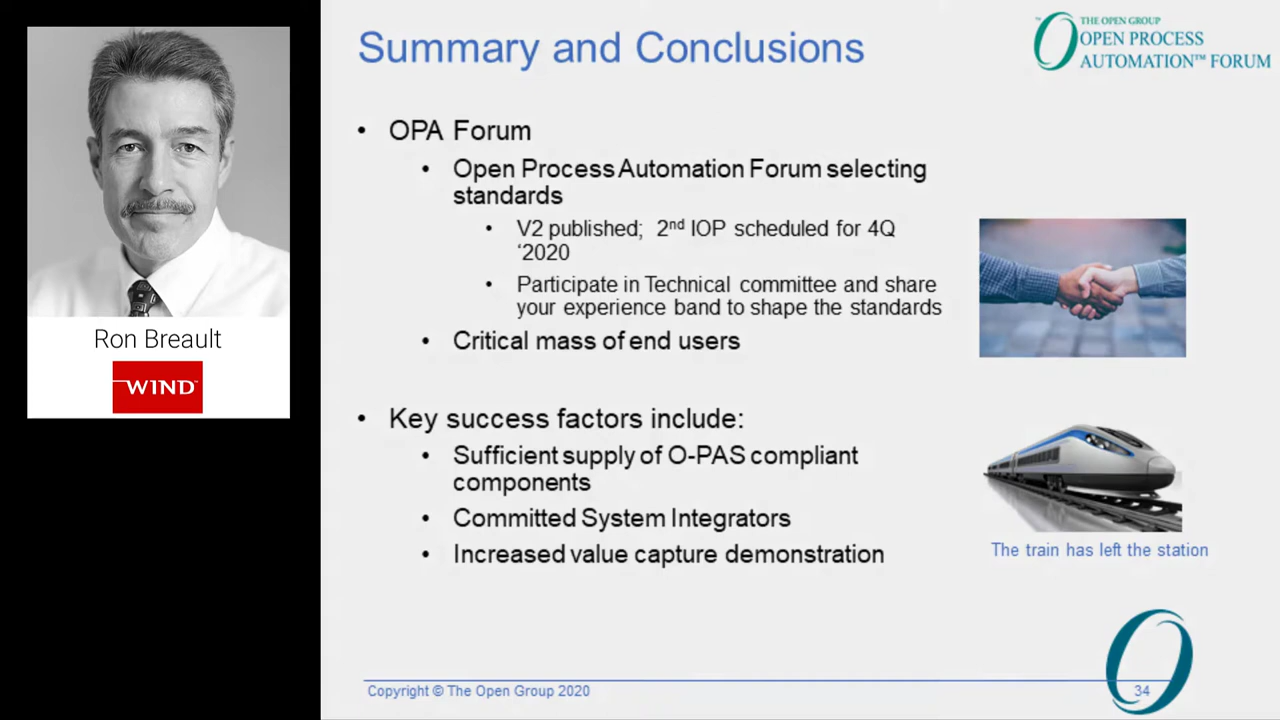 Summary and Conclusions
THE OPEN GROUP
OPEN PROCESS
AUTOMATION™ FORUM
• OPA Forum
• Open Process Automation Forum selecting
standards
• V2 published; 2nd IOP scheduled for 4Q
‘2020
• Participate in Technical committee and share
your experience band to shape the standards
• Critical mass of end users
• Key success factors include:
• Sufficient supply of O-PAS compliant
components
• Committed System Integrators
• Increased value capture demonstration
The train has left the station
Ron Breault
WIND
Copyright © The Open Group 2020
34